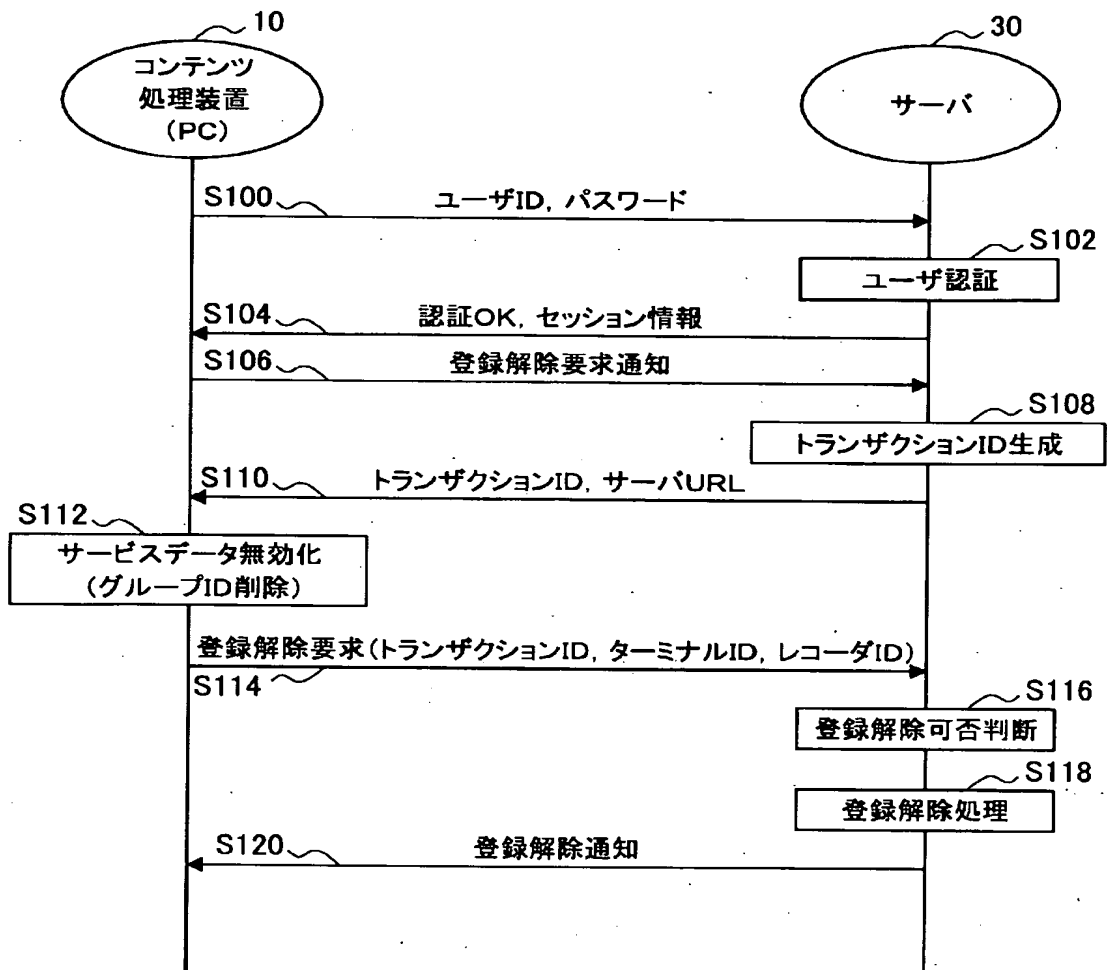 10
コンテンツ
処理装置
(PC)
30
サーバ
S100
ユーザID, パスワード
S102
ユーザ認証
S104
認証OK, セッション情報
S106
登録解除要求通知
S108
トランザクションID生成
S110
トランザクションID, サーバURL
S112
サービスデータ無効化
(グループID削除)
登録解除要求(トランザクションID, ターミナルID, レコーダID)
S114
S116
登録解除可否判断
S118
登録解除処理
S120
登録解除通知